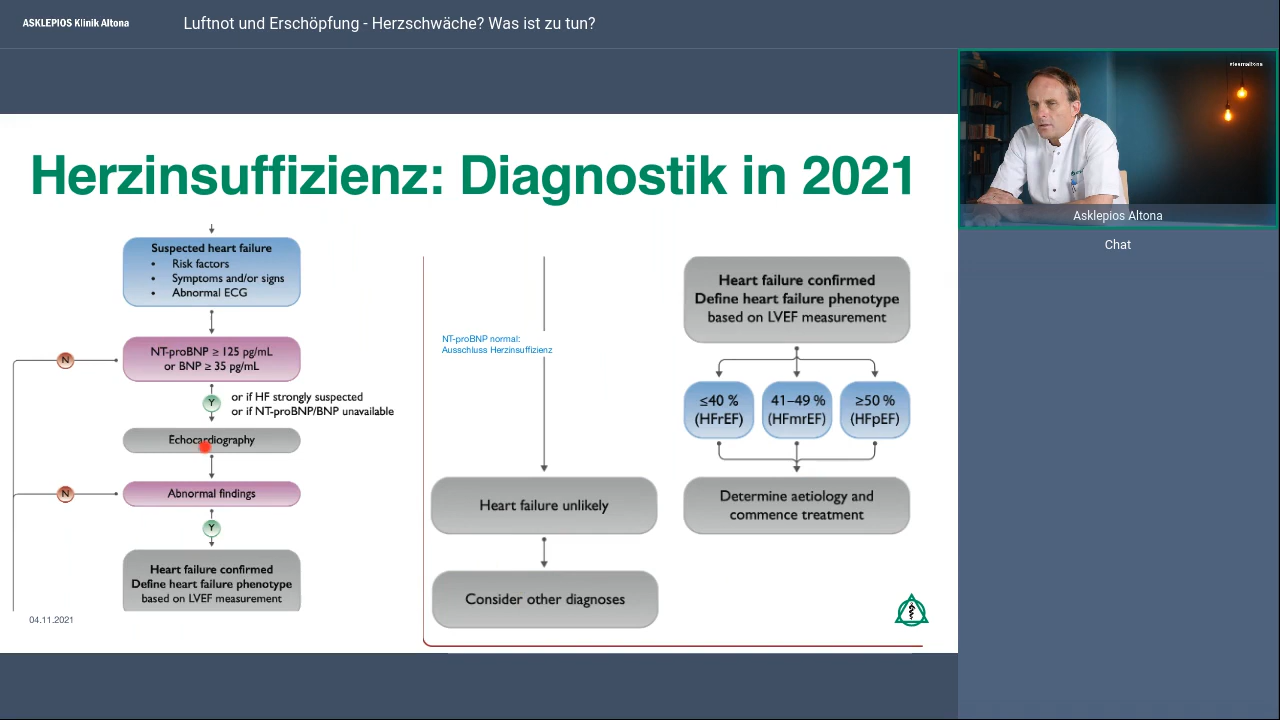 ASKLEPIOS Klinik Altona
Luftnot und Erschöpfung - Herzschwäche? Was ist zu tun?
Herzinsuffizienz: Diagnostik in 2021
Suspected heart failure
• Risk factors
• Symptoms and/or signs
• Abnormal ECG
N
NT-proBNP ≥ 125 pg/mL
or BNP ≥ 35 pg/mL
Y
or if HF strongly suspected
or if NT-proBNP/BNP unavailable
Echocardiography
N
Abnormal findings
Y
Heart failure confirmed
Define heart failure phenotype
based on LVEF measurement
04.11.2021
NT-proBNP normal:
Ausschluss Herzinsuffizienz
Heart failure unlikely
Consider other diagnoses
Heart failure confirmed
Define heart failure phenotype
based on LVEF measurement
≤40 %
(HFrEF)
41–49 %
(HFmrEF)
≥50 %
(HFpEF)
Determine aetiology and
commence treatment
#teamaltona
Asklepios Altona
Chat